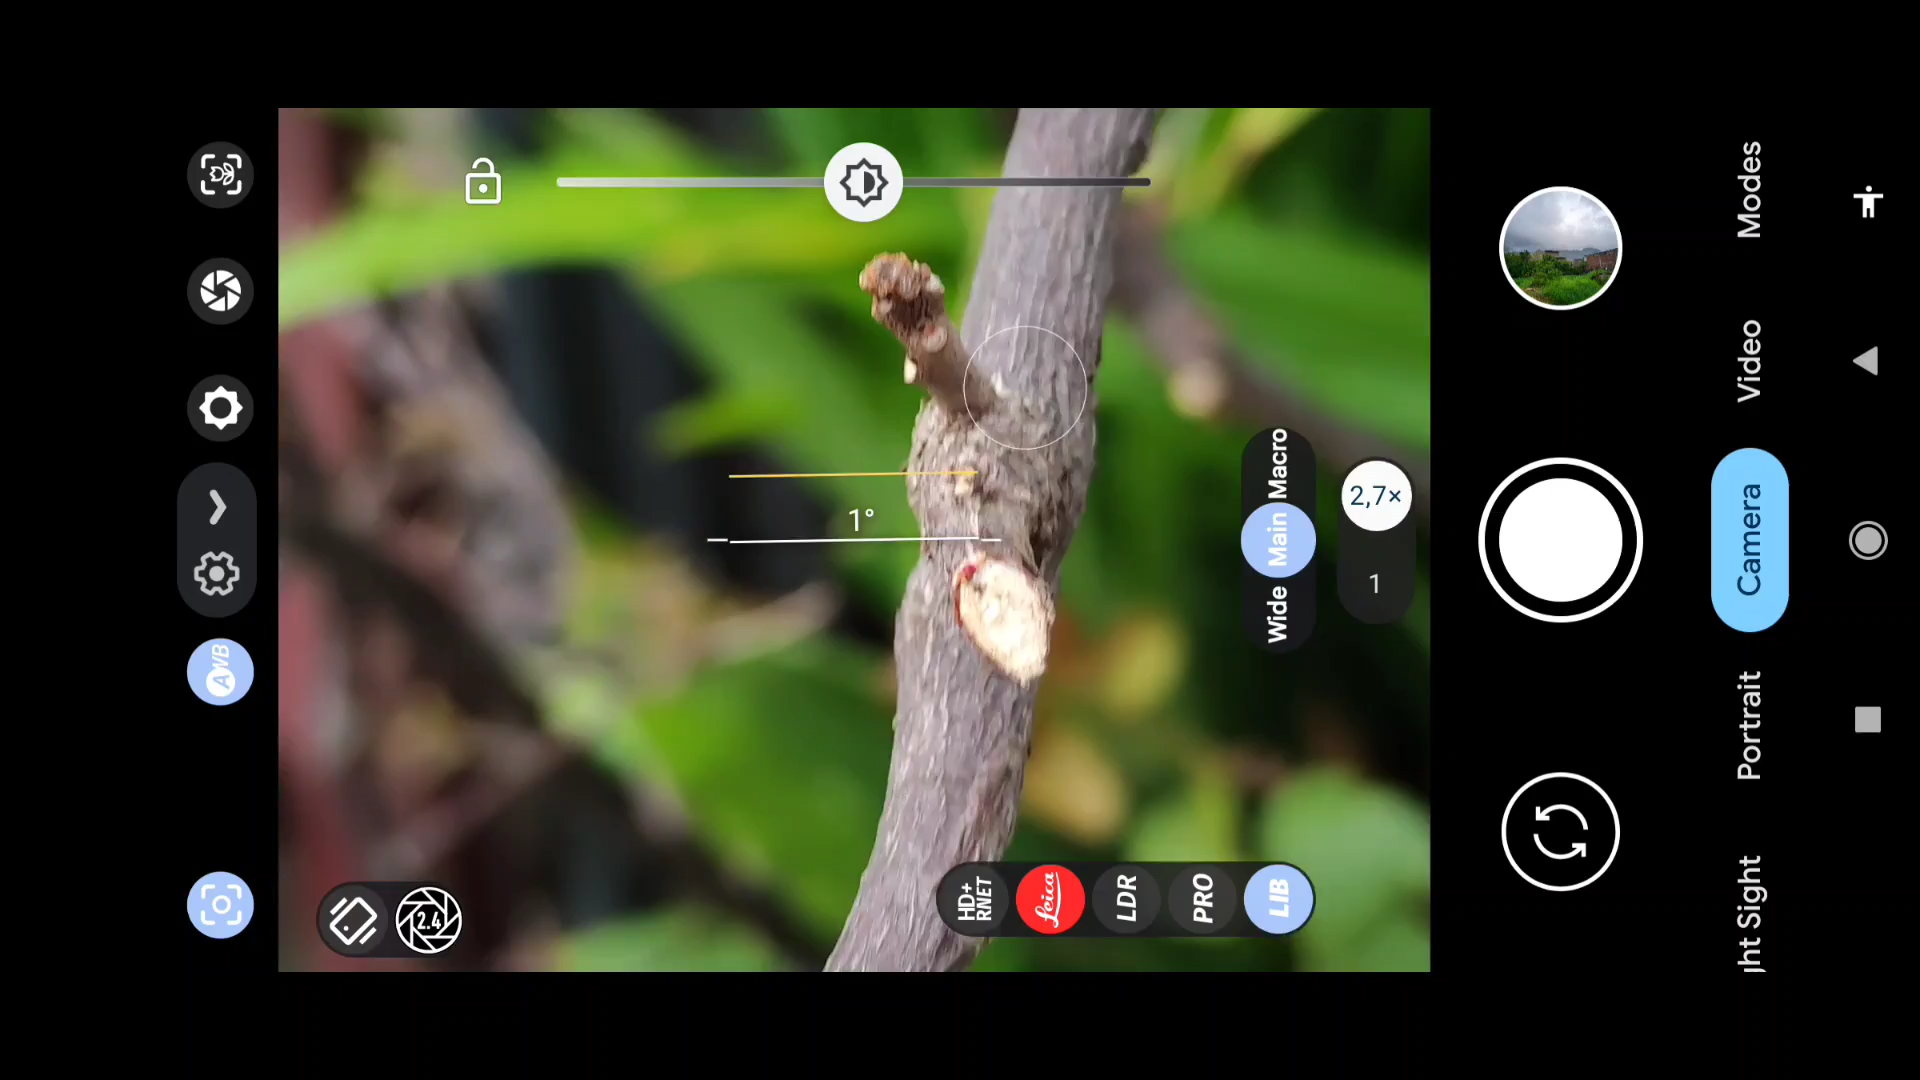 AWB
1°
2.4
Macro
Main
Wide
2,7×
1
HD+
RNET
Leica
LDR
PRO
LIB
Modes
Video
Camera
Portrait
ht Sight